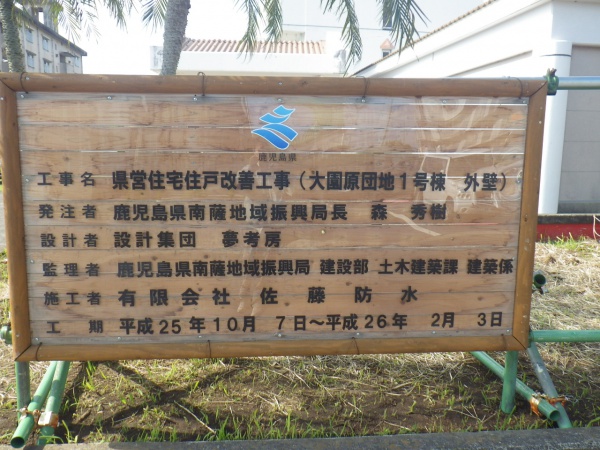 鹿児島県
工事名 県営住宅住戸改善工事(大園原団地1号棟 外壁)
発注者 鹿児島県南薩地域振興局長 森 秀樹
設計者 設計集団 夢考房
監理者 鹿児島県南薩地域振興局 建設部 土木建築課 建築係
施工者 有限会社 佐藤防水
工期 平成25年10月 7日～平成26年 2月 3日